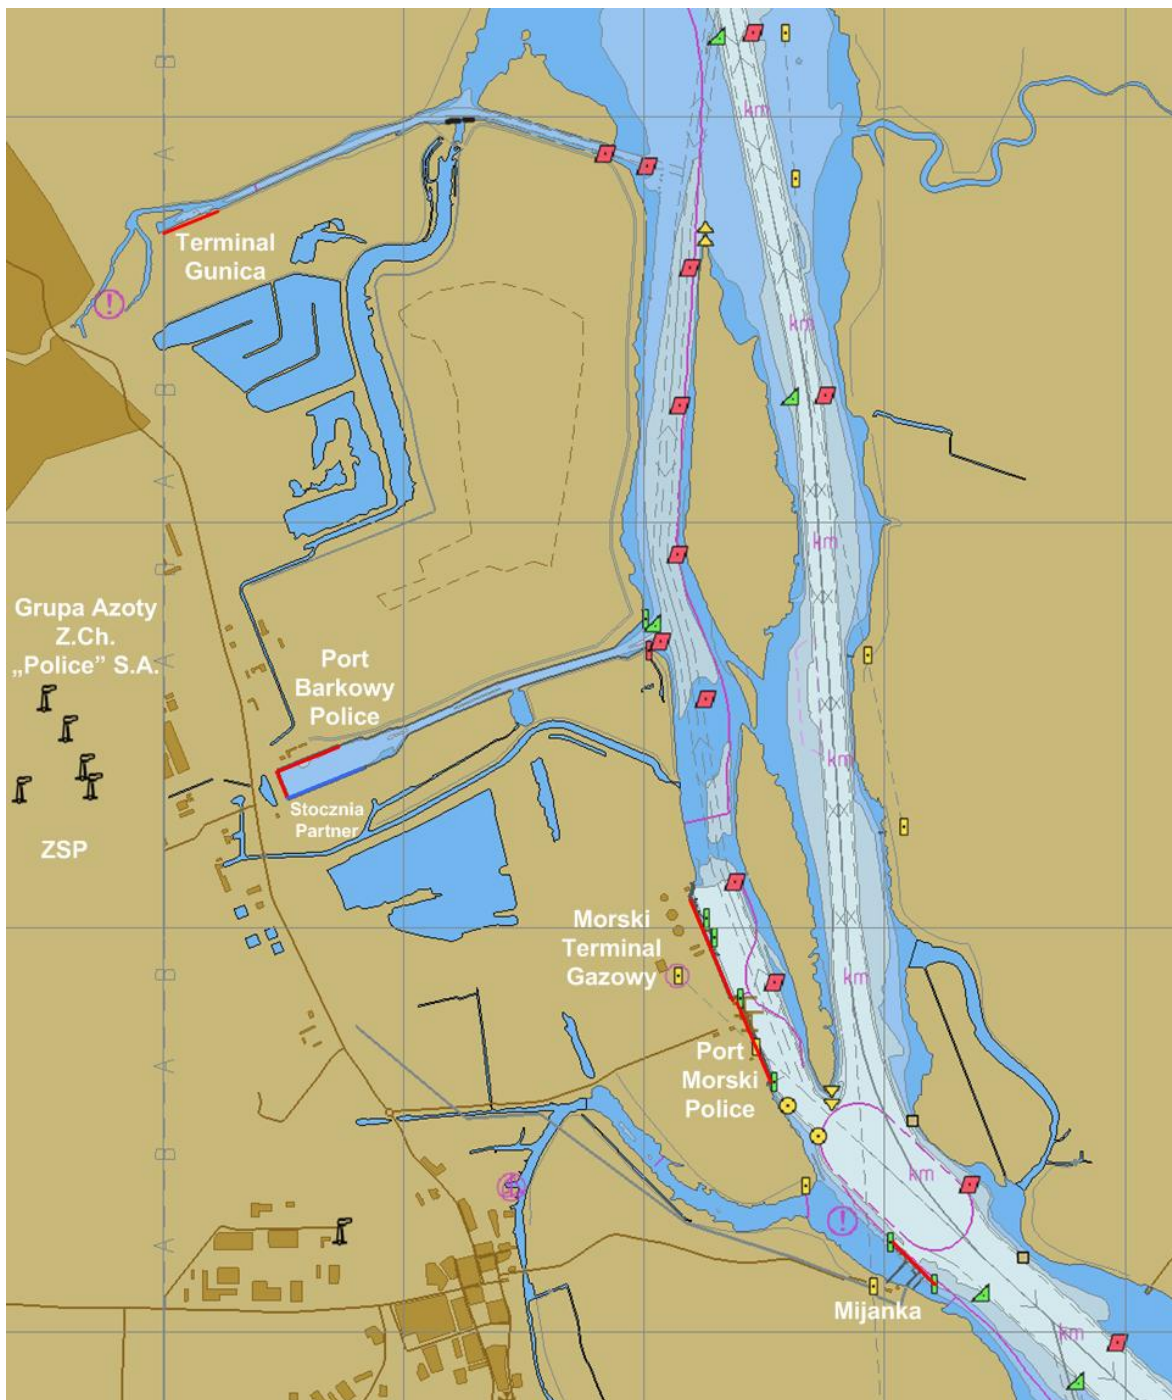 km
Terminal
Gunica
km
km
Grupa Azoty
Z.Ch.
„Police” S.A.
Port
Barkowy
Police
km
Stocznia
Partner
ZSP
Morski
Terminal
Gazowy
km
Port
Morski
Police
km
Mijanka
km
B
A
B
A
B
A
B
A
B
A